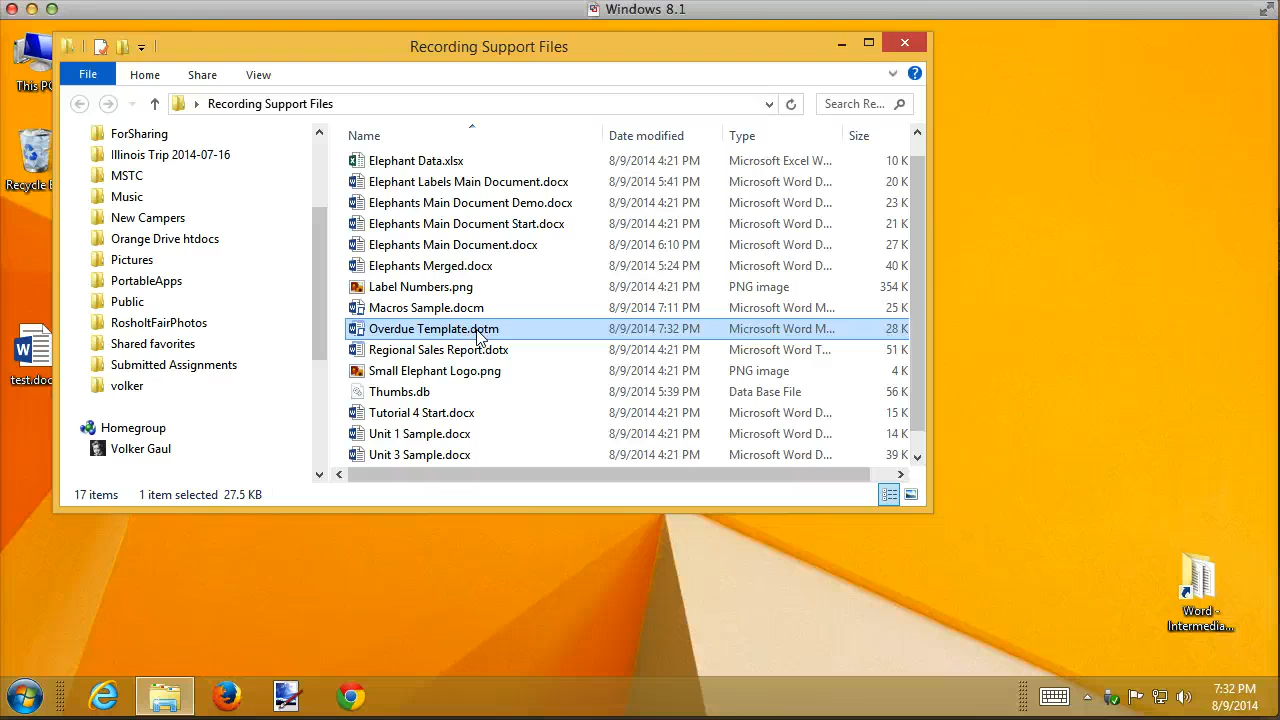 Windows 8.1
Recording Support Files
File Home Share View
Recording Support Files
Search Re...
Name Date modified Type Size
Elephant Data.xlsx 8/9/2014 4:21 PM Microsoft Excel W... 10 K
Elephant Labels Main Document.docx 8/9/2014 5:41 PM Microsoft Word D... 20 K
Elephants Main Document Demo.docx 8/9/2014 4:21 PM Microsoft Word D... 23 K
Elephants Main Document Start.docx 8/9/2014 4:21 PM Microsoft Word D... 21 K
Elephants Main Document.docx 8/9/2014 6:10 PM Microsoft Word D... 27 K
Elephants Merged.docx 8/9/2014 5:24 PM Microsoft Word D... 40 K
Label Numbers.png 8/9/2014 4:21 PM PNG image 354 K
Macros Sample.docm 8/9/2014 7:11 PM Microsoft Word M... 25 K
Overdue Template.dotm 8/9/2014 7:32 PM Microsoft Word M... 28 K
Regional Sales Report.dotx 8/9/2014 4:21 PM Microsoft Word T... 51 K
Small Elephant Logo.png 8/9/2014 4:21 PM PNG image 4 K
Thumbs.db 8/9/2014 5:39 PM Data Base File 56 K
Tutorial 4 Start.docx 8/9/2014 4:21 PM Microsoft Word D... 15 K
Unit 1 Sample.docx 8/9/2014 4:21 PM Microsoft Word D... 14 K
Unit 3 Sample.docx 8/9/2014 4:21 PM Microsoft Word D... 39 K
ForSharing
Illinois Trip 2014-07-16
MSTC
Music
New Campers
Orange Drive htdocs
Pictures
PortableApps
Public
RosholtFairPhotos
Shared favorites
Submitted Assignments
volker
Homegroup
Volker Gaul
17 items 1 item selected 27.5 KB
This PC
Recycle B
test.doc
Word -
Intermedia...
7:32 PM
8/9/2014